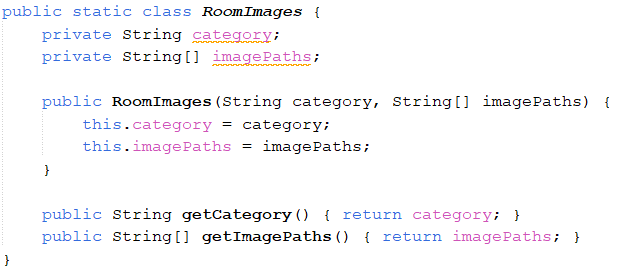 public static class RoomImages {
    private String category;
    private String[] imagePaths;

    public RoomImages(String category, String[] imagePaths) {
        this.category = category;
        this.imagePaths = imagePaths;
    }

    public String getCategory() { return category; }
    public String[] getImagePaths() { return imagePaths; }
}